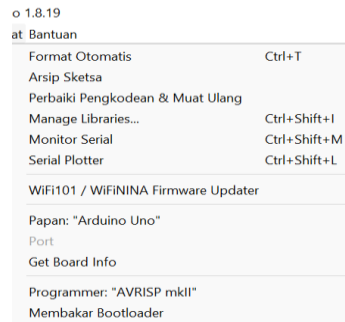 o 1.8.19
at Bantuan
Format Otomatis Ctrl+T
Arsip Sketsa
Perbaiki Pengkodean & Muat Ulang
Manage Libraries... Ctrl+Shift+I
Monitor Serial Ctrl+Shift+M
Serial Plotter Ctrl+Shift+L
WiFi101 / WiFiNINA Firmware Updater
Papan: "Arduino Uno"
Port
Get Board Info
Programmer: "AVRISP mkII"
Membakar Bootloader